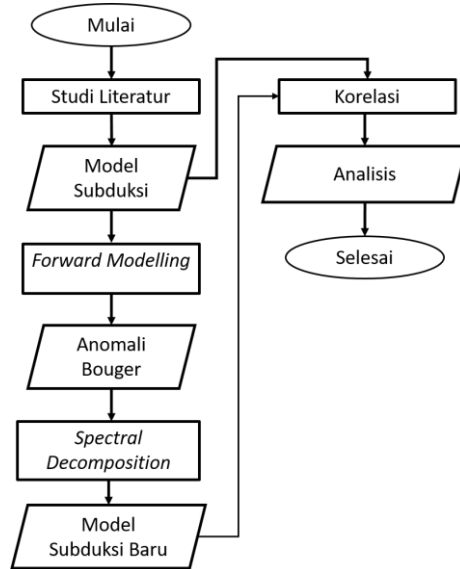 Mulai
Studi Literatur
Model
Subduksi
Forward Modelling
Anomali
Bouger
Spectral
Decomposition
Model
Subduksi Baru
Korelasi
Analisis
Selesai